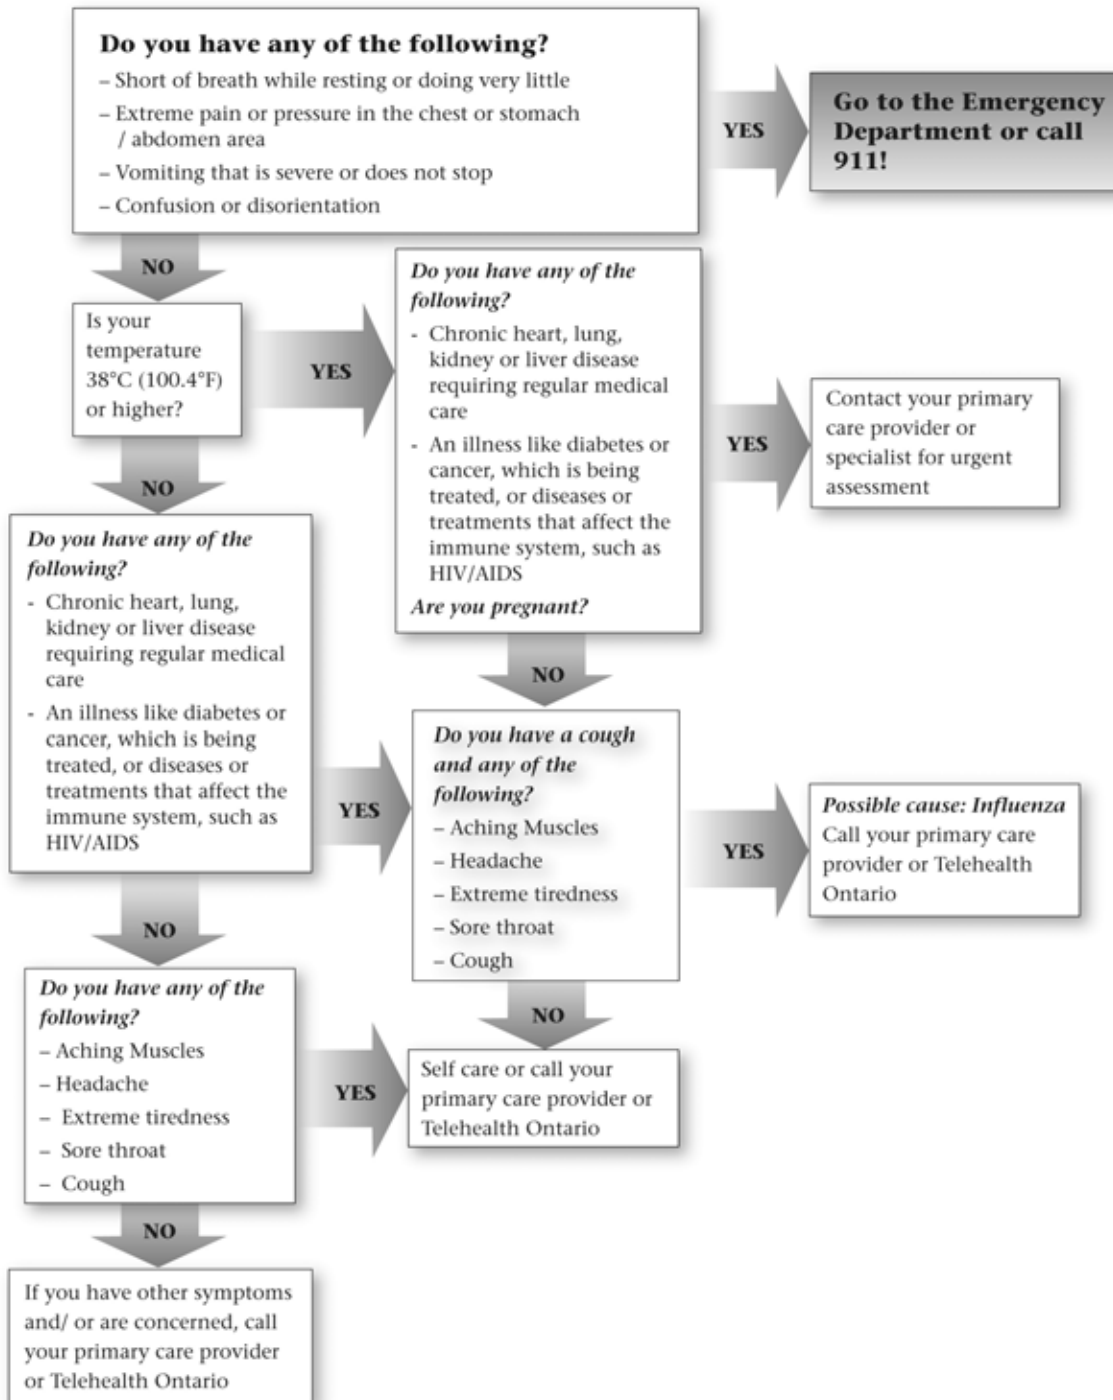 Do you have any of the following?
– Short of breath while resting or doing very little
– Extreme pain or pressure in the chest or stomach
/ abdomen area
– Vomiting that is severe or does not stop
– Confusion or disorientation
YES
Go to the Emergency
Department or call
911!
NO
Is your
temperature
38°C (100.4°F)
or higher?
YES
Do you have any of the
following?
- Chronic heart, lung,
kidney or liver disease
requiring regular medical
care
- An illness like diabetes or
cancer, which is being
treated, or diseases or
treatments that affect the
immune system, such as
HIV/AIDS
Are you pregnant?
YES
Contact your primary
care provider or
specialist for urgent
assessment
NO
Do you have any of the
following?
- Chronic heart, lung,
kidney or liver disease
requiring regular medical
care
- An illness like diabetes or
cancer, which is being
treated, or diseases or
treatments that affect the
immune system, such as
HIV/AIDS
NO
YES
Do you have a cough
and any of the
following?
– Aching Muscles
– Headache
– Extreme tiredness
– Sore throat
– Cough
YES
Possible cause: Influenza
Call your primary care
provider or Telehealth
Ontario
NO
Do you have any of the
following?
– Aching Muscles
– Headache
– Extreme tiredness
– Sore throat
– Cough
NO
YES
Self care or call your
primary care provider or
Telehealth Ontario
NO
If you have other symptoms
and/ or are concerned, call
your primary care provider
or Telehealth Ontario